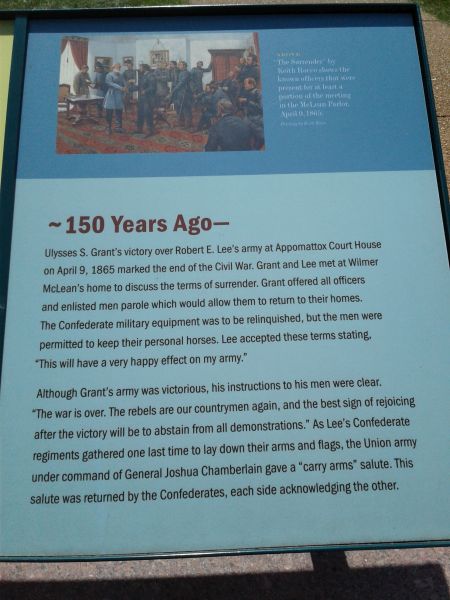 ABOVE:
The Surrender" by
Keith Rocco shows the
known officers that were
present for at least a
portion of the meeting
in the McLean Parlor,
April 9, 1865.
~150 Years Ago—
Ulysses S. Grant's victory over Robert E. Lee's army at Appomattox Court House
on April 9, 1865 marked the end of the Civil War. Grant and Lee met at Wilmer
McLean's home to discuss the terms of surrender. Grant offered all officers
and enlisted men parole which would allow them to return to their homes.
The Confederate military equipment was to be relinquished, but the men were
permitted to keep their personal horses. Lee accepted these terms stating,
"This will have a very happy effect on my army."
Although Grant's army was victorious, his instructions to his men were clear.
"The war is over. The rebels are our countrymen again, and the best sign of rejoicing
after the victory will be to abstain from all demonstrations." As Lee's Confederate
regiments gathered one last time to lay down their arms and flags, the Union army
under command of General Joshua Chamberlain gave a "carry arms" salute. This
salute was returned by the Confederates, each side acknowledging the other.